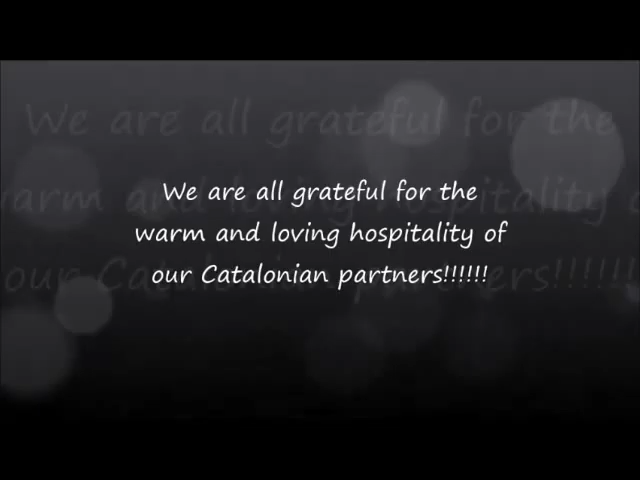 We are all grateful for the
warm and loving hospitality of
our Catalonian partners!!!!!!